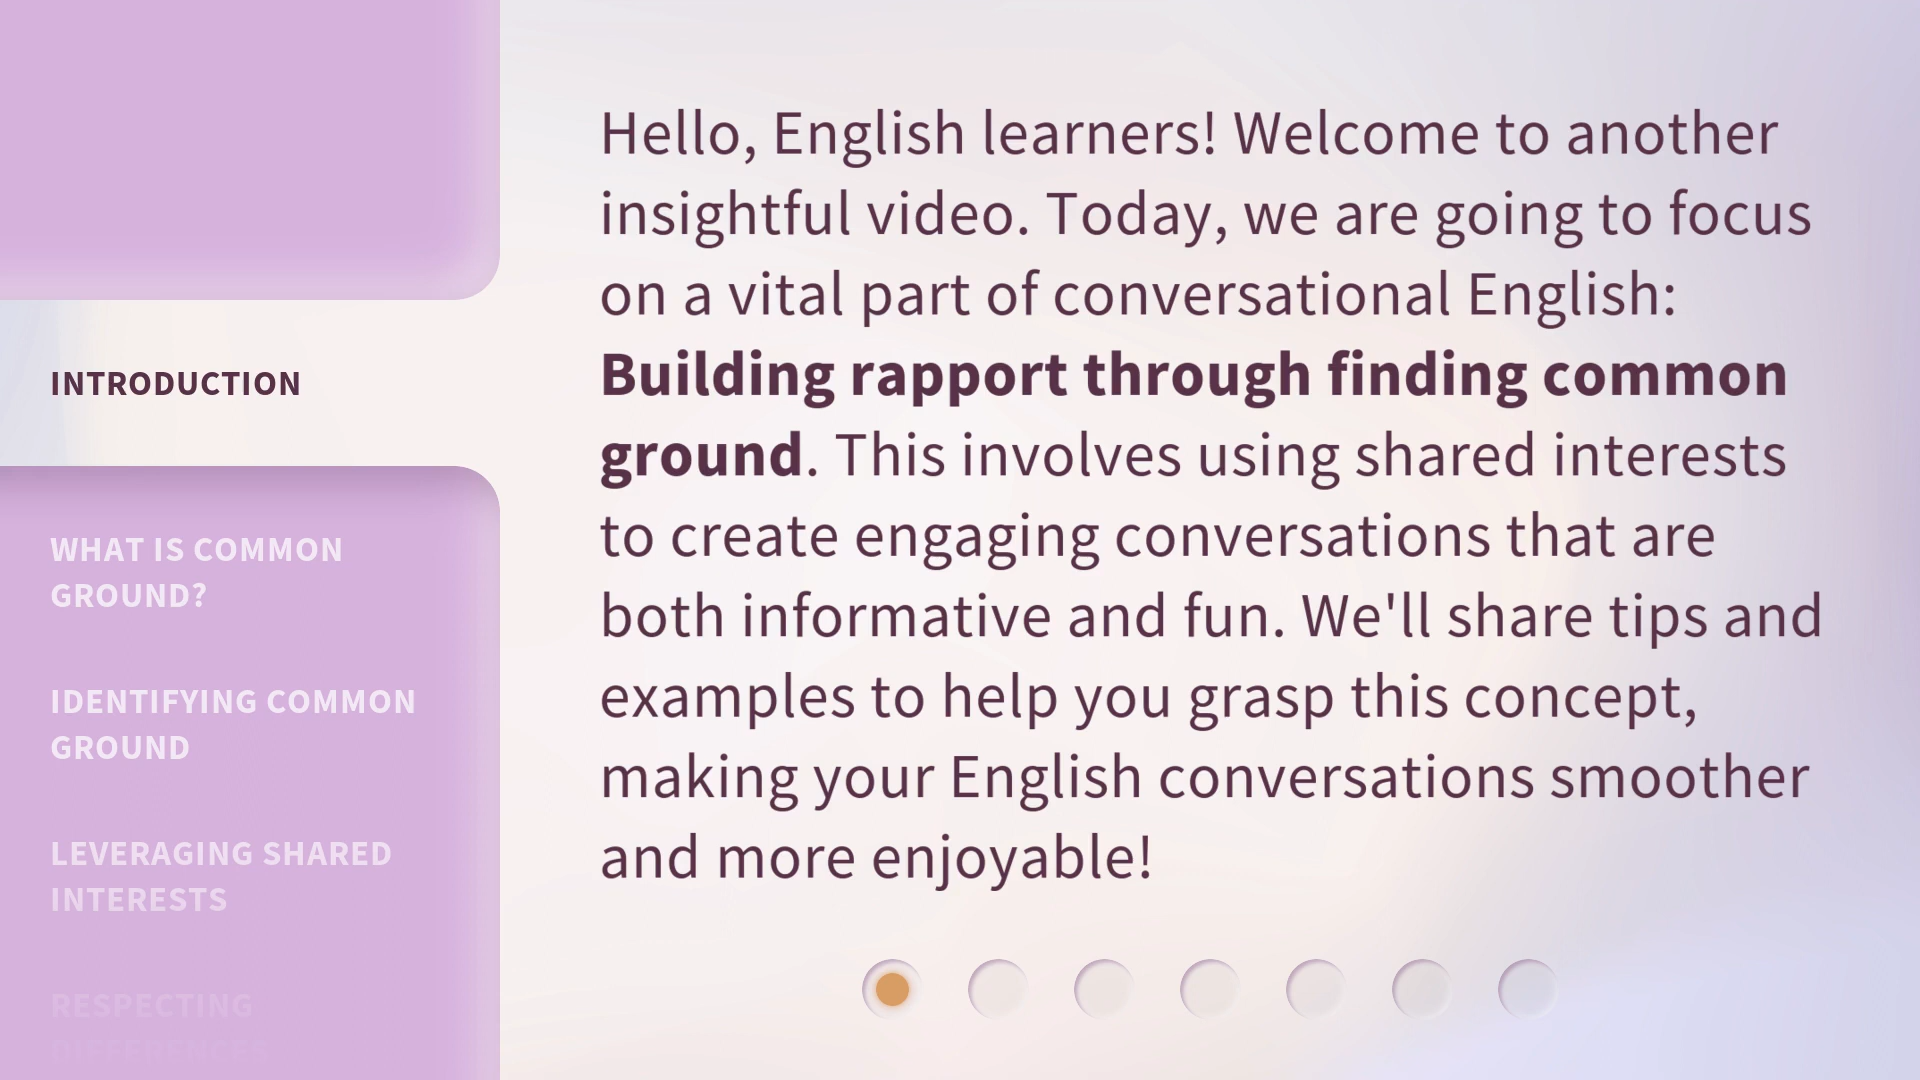 INTRODUCTION
WHAT IS COMMON
GROUND?
IDENTIFYING COMMON
GROUND
LEVERAGING SHARED
INTERESTS
RESPECTING
DIFFERENCES
Hello, English learners! Welcome to another
insightful video. Today, we are going to focus
on a vital part of conversational English:
Building rapport through finding common
ground. This involves using shared interests
to create engaging conversations that are
both informative and fun. We'll share tips and
examples to help you grasp this concept,
making your English conversations smoother
and more enjoyable!